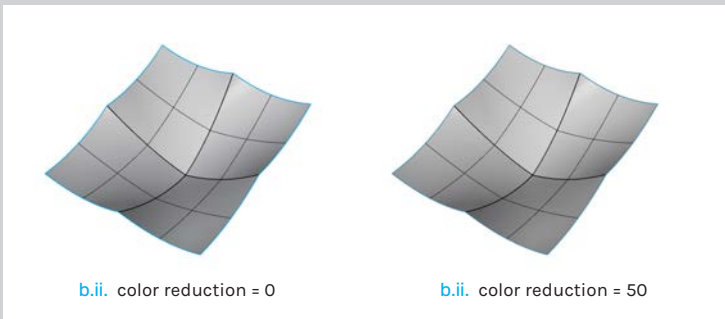 b.ii. color reduction = 0
b.ii. color reduction = 50